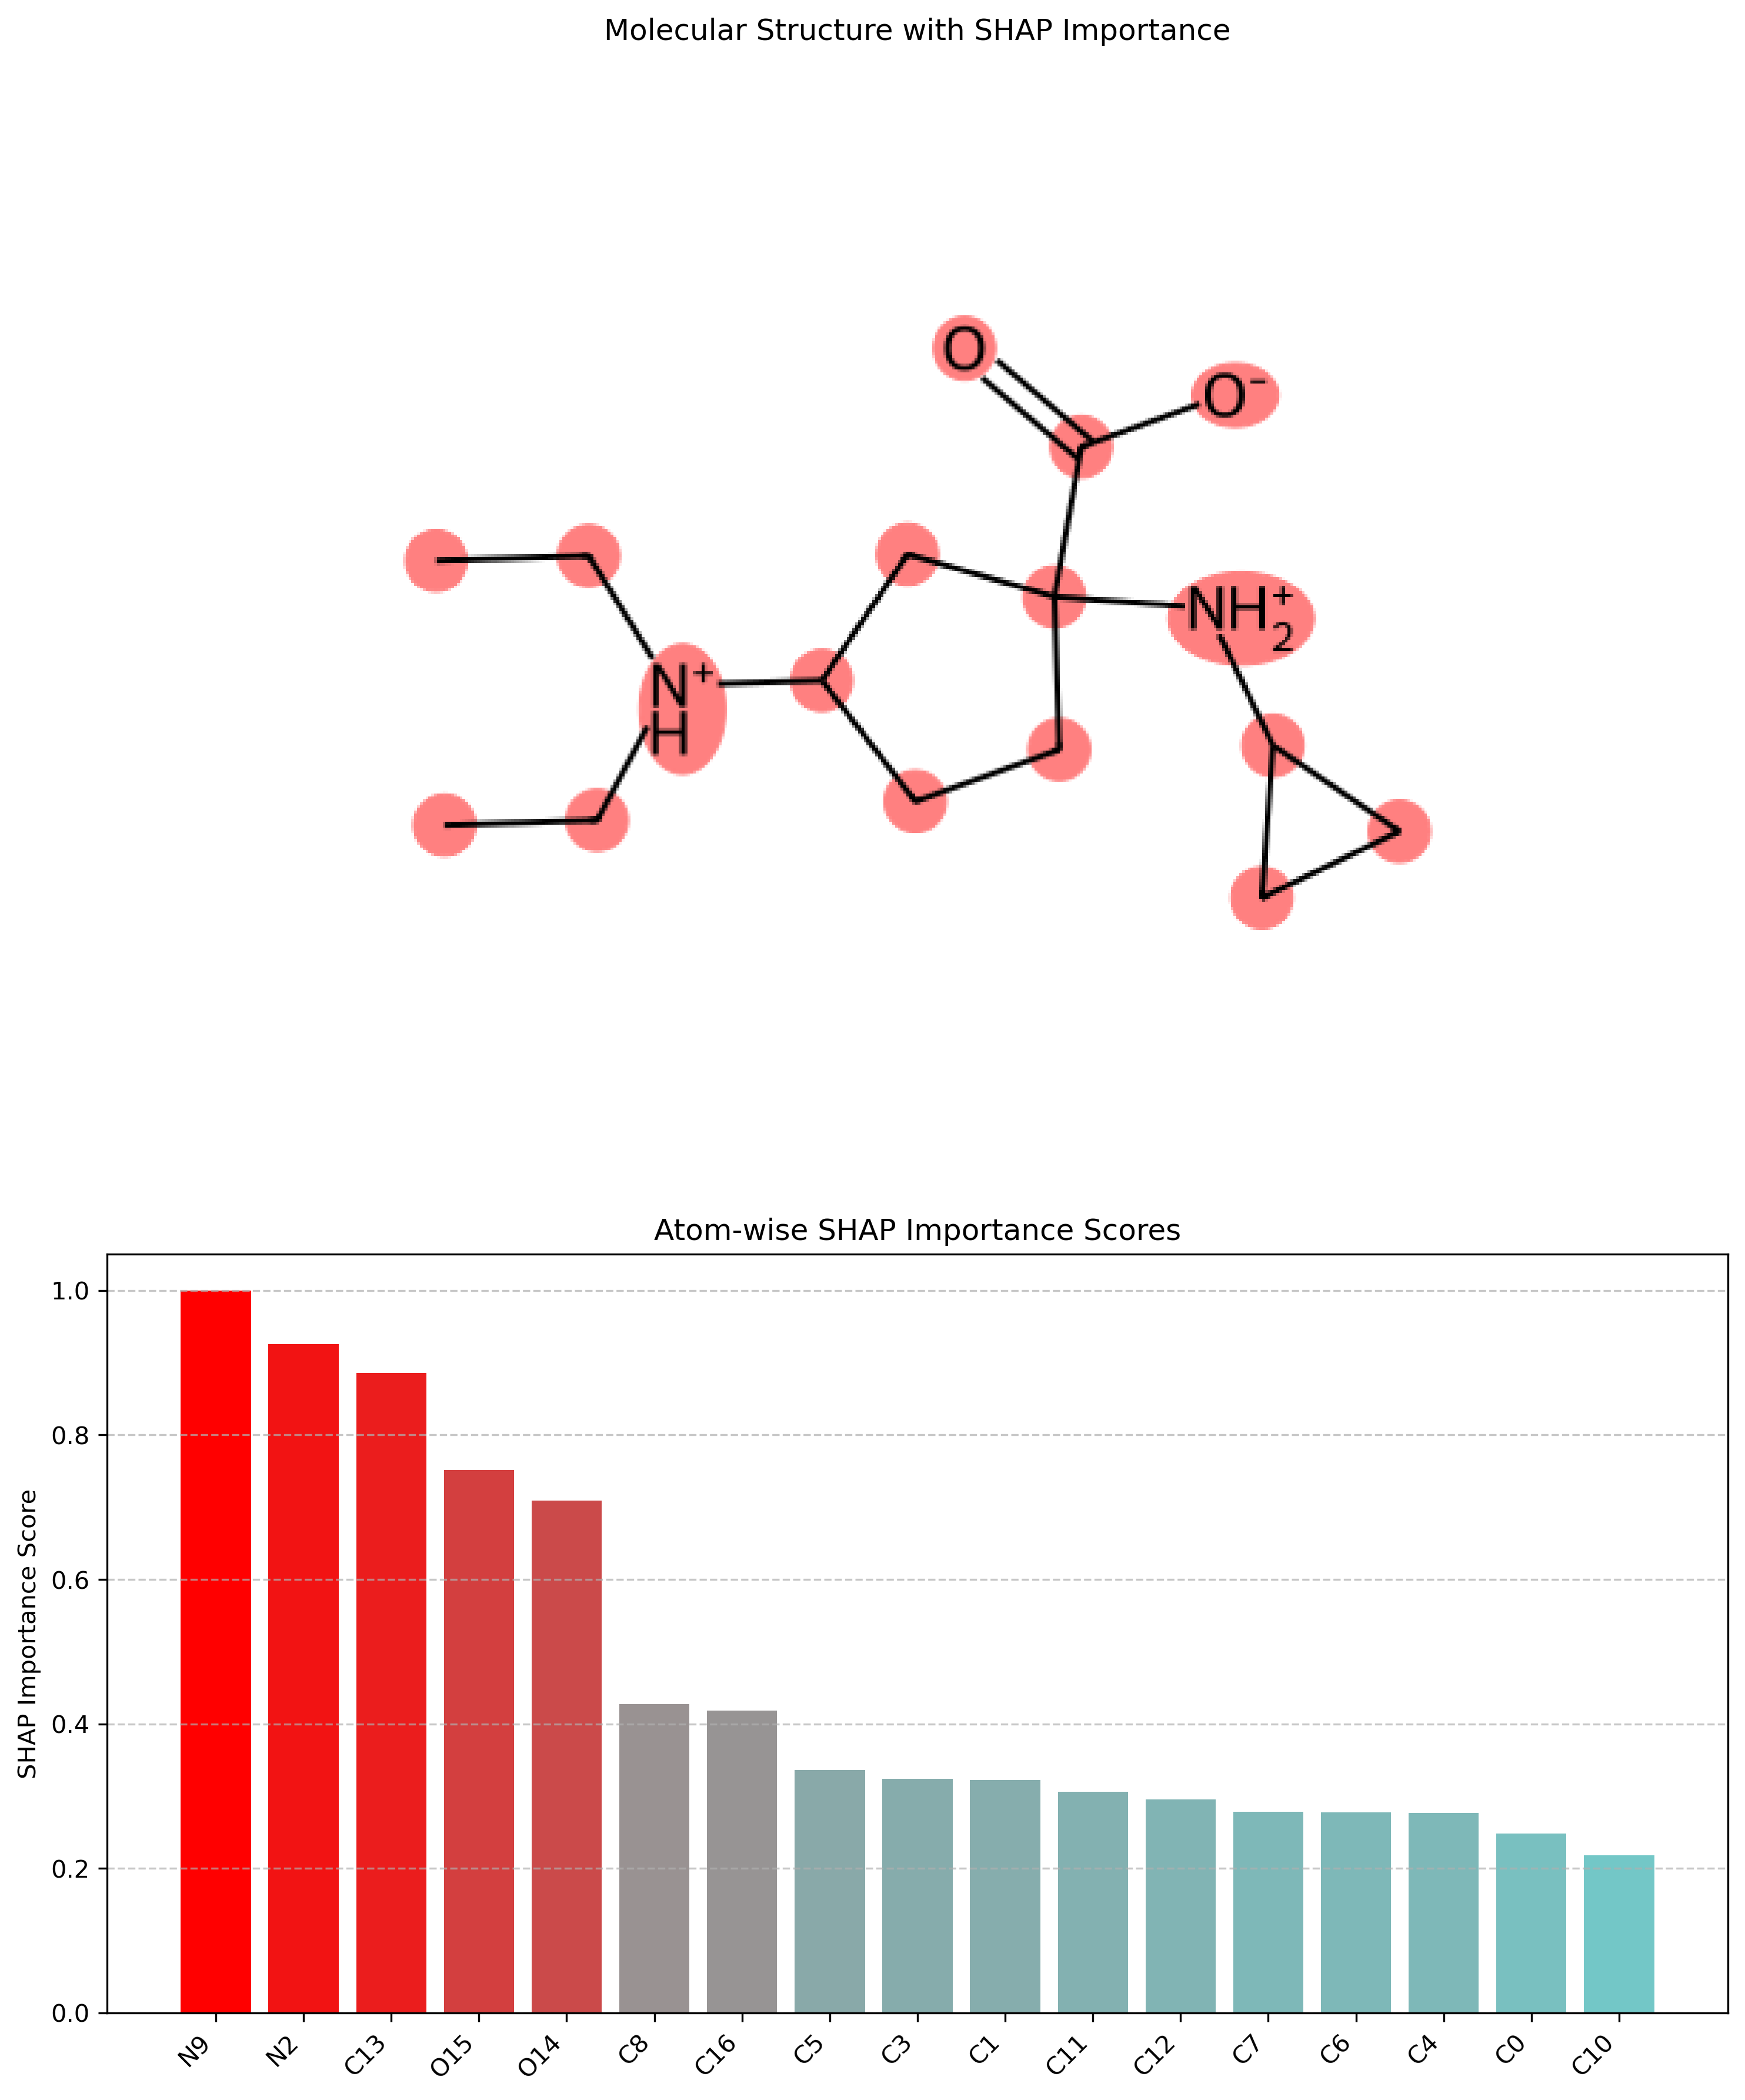 Molecular Structure with SHAP Importance
O
O⁻
NH₂⁺
N⁺
H
Atom-wise SHAP Importance Scores
SHAP Importance Score
1.0
0.8
0.6
0.4
0.2
0.0
N9 N2 C13 O15 O14 C8 C16 C5 C3 C1 C11 C12 C7 C6 C4 C0 C10